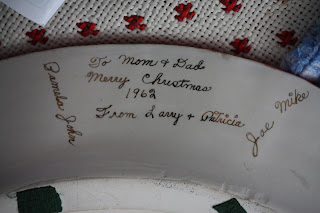 To Mom & Dad
Merry Christmas
1962
From Larry & Patricia
Pamela John
Joe Mike